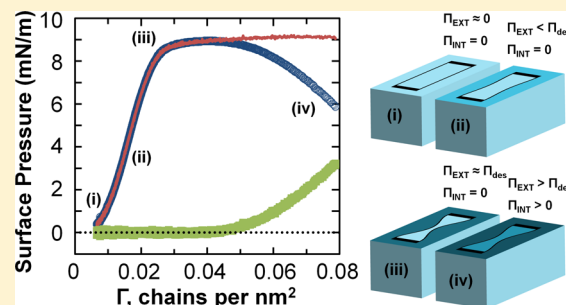 Surface Pressure (mN/m)
10
8
6
4
2
0
(i)
(ii)
(iii)
(iv)
0
0.02
0.04
0.06
0.08
Γ, chains per nm²
Π_EXT ≈ 0
Π_INT = 0
(i)
Π_EXT < Π_de
Π_INT = 0
(ii)
Π_EXT ≈ Π_des
Π_INT = 0
(iii)
Π_EXT > Π_de
Π_INT > 0
(iv)